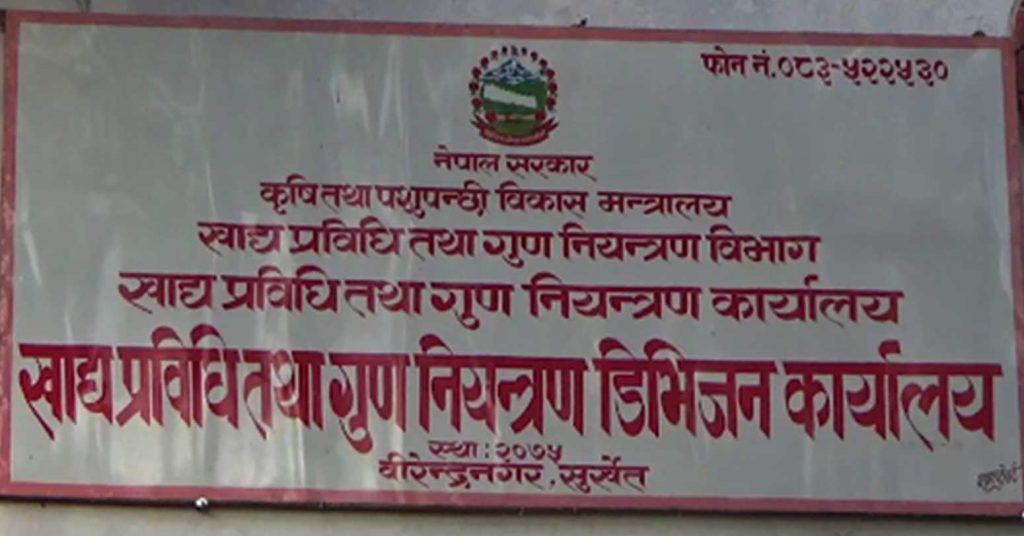 फोन नं.०८३-५२२५३०
नेपाल सरकार
कृषि तथा पशुपन्छी विकास मन्त्रालय
खाद्य प्रविधि तथा गुण नियन्त्रण विभाग
खाद्य प्रविधि तथा गुण नियन्त्रण कार्यालय
खाद्य प्रविधि तथा गुण नियन्त्रण डिभिजन कार्यालय
स्था : २०७५
वीरेन्द्रनगर, सुर्खेत